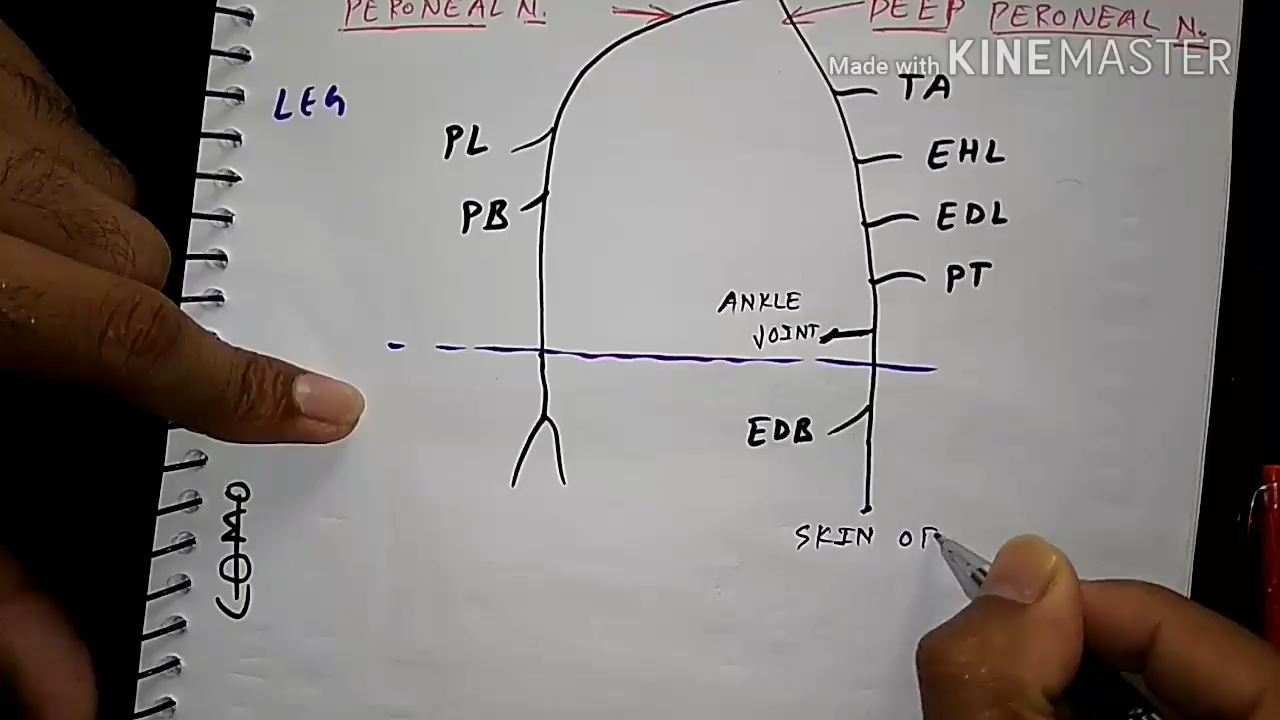 PERONEAL N.
DEEP PERONEAL N.
Made with KINEMASTER
LEG
TA
PL
EHL
PB
EDL
PT
ANKLE
JOINT
EDB
SKIN OF